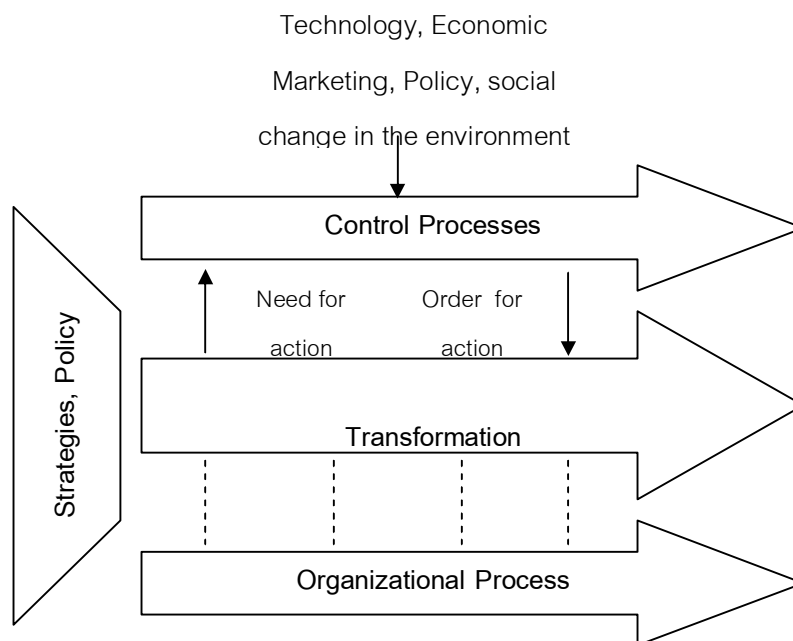 Technology, Economic
Marketing, Policy, social
change in the environment
Control Processes
Need for
action
Order for
action
Strategies, Policy
Transformation
Organizational Process